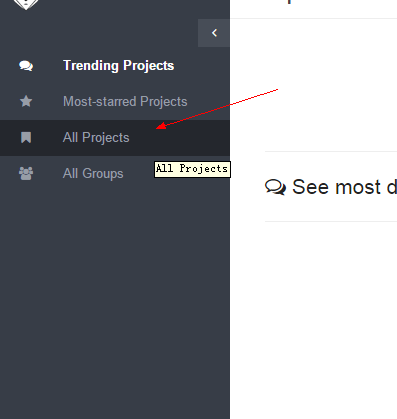 Trending Projects
Most-starred Projects
All Projects
All Groups
All Projects
See most d